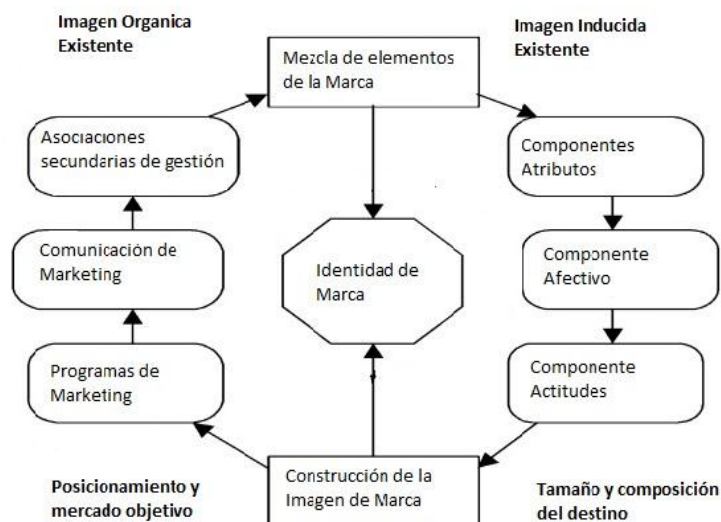 Imagen Organica
Existente
Imagen Inducida
Existente
Mezcla de elementos
de la Marca
Asociaciones
secundarias de gestión
Componentes
Atributos
Comunicación de
Marketing
Identidad de
Marca
Componente
Afectivo
Programas de
Marketing
Componente
Actitudes
Construcción de la
Imagen de Marca
Posicionamiento y
mercado objetivo
Tamaño y composición
del destino